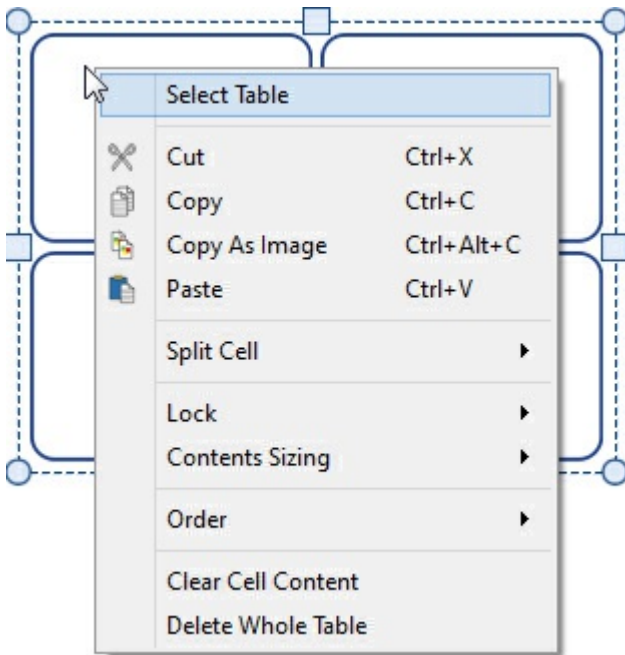 Select Table
Cut Ctrl+X
Copy Ctrl+C
Copy As Image Ctrl+Alt+C
Paste Ctrl+V
Split Cell
Lock
Contents Sizing
Order
Clear Cell Content
Delete Whole Table